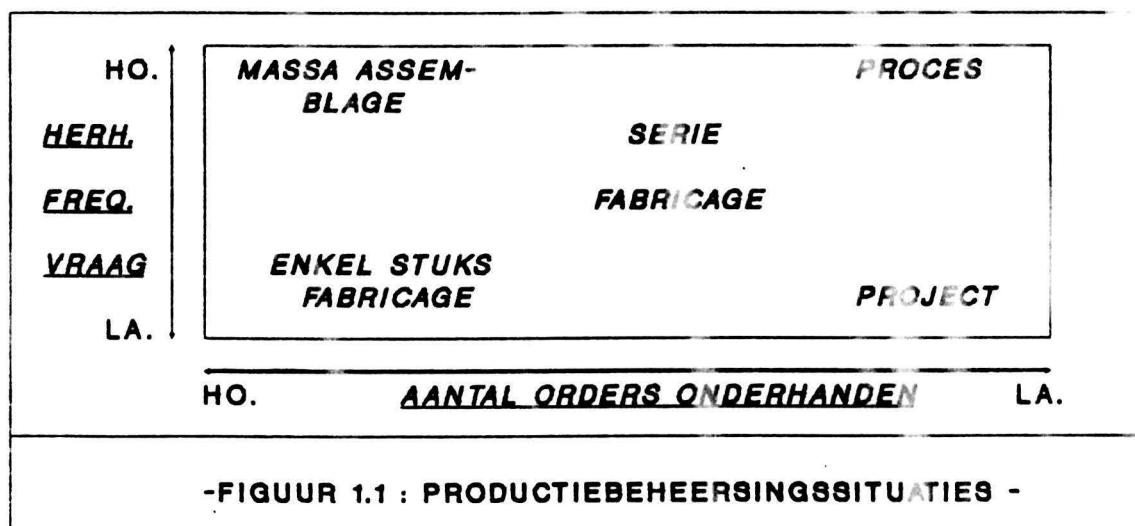 HO.
MASSA ASSEM-
BLAGE
PROCES
HERH.
SERIE
FREQ.
FABRICAGE
VRAAG
ENKEL STUKS
FABRICAGE
PROJECT
LA.
HO. AANTAL ORDERS ONDERHANDEN LA.
-FIGUUR 1.1 : PRODUCTIEBEHEERSINGSSITUATIES -